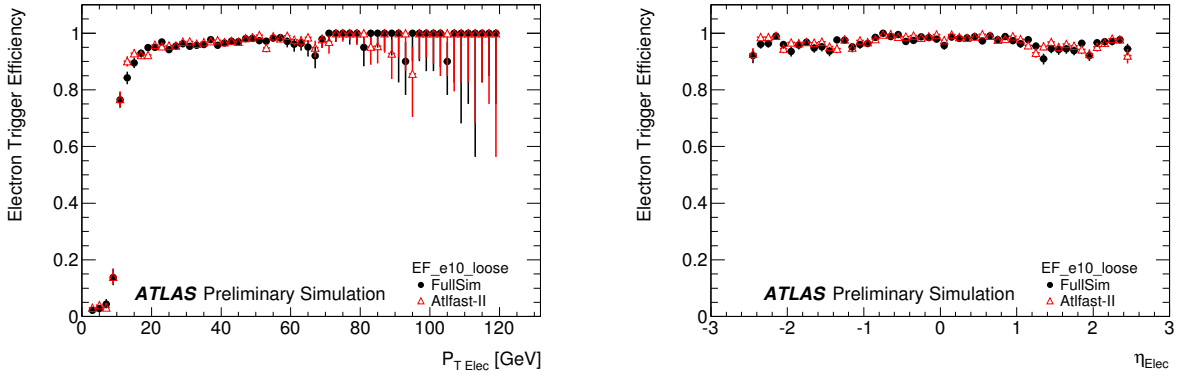 Electron Trigger Efficiency
1
0.8
0.6
0.4
0.2
0
EF_e10_loose
FullSim
Atlfast-II
ATLAS Preliminary Simulation
0 20 40 60 80 100 120
P_T Elec [GeV]
Electron Trigger Efficiency
1
0.8
0.6
0.4
0.2
0
EF_e10_loose
FullSim
Atlfast-II
ATLAS Preliminary Simulation
-3 -2 -1 0 1 2 3
η_Elec